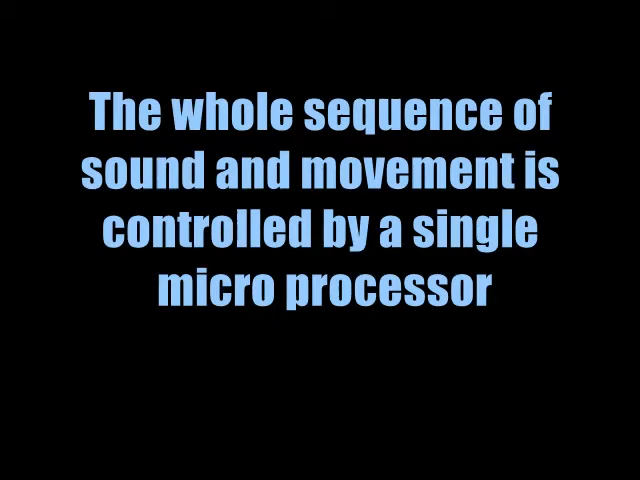 The whole sequence of
sound and movement is
controlled by a single
micro processor